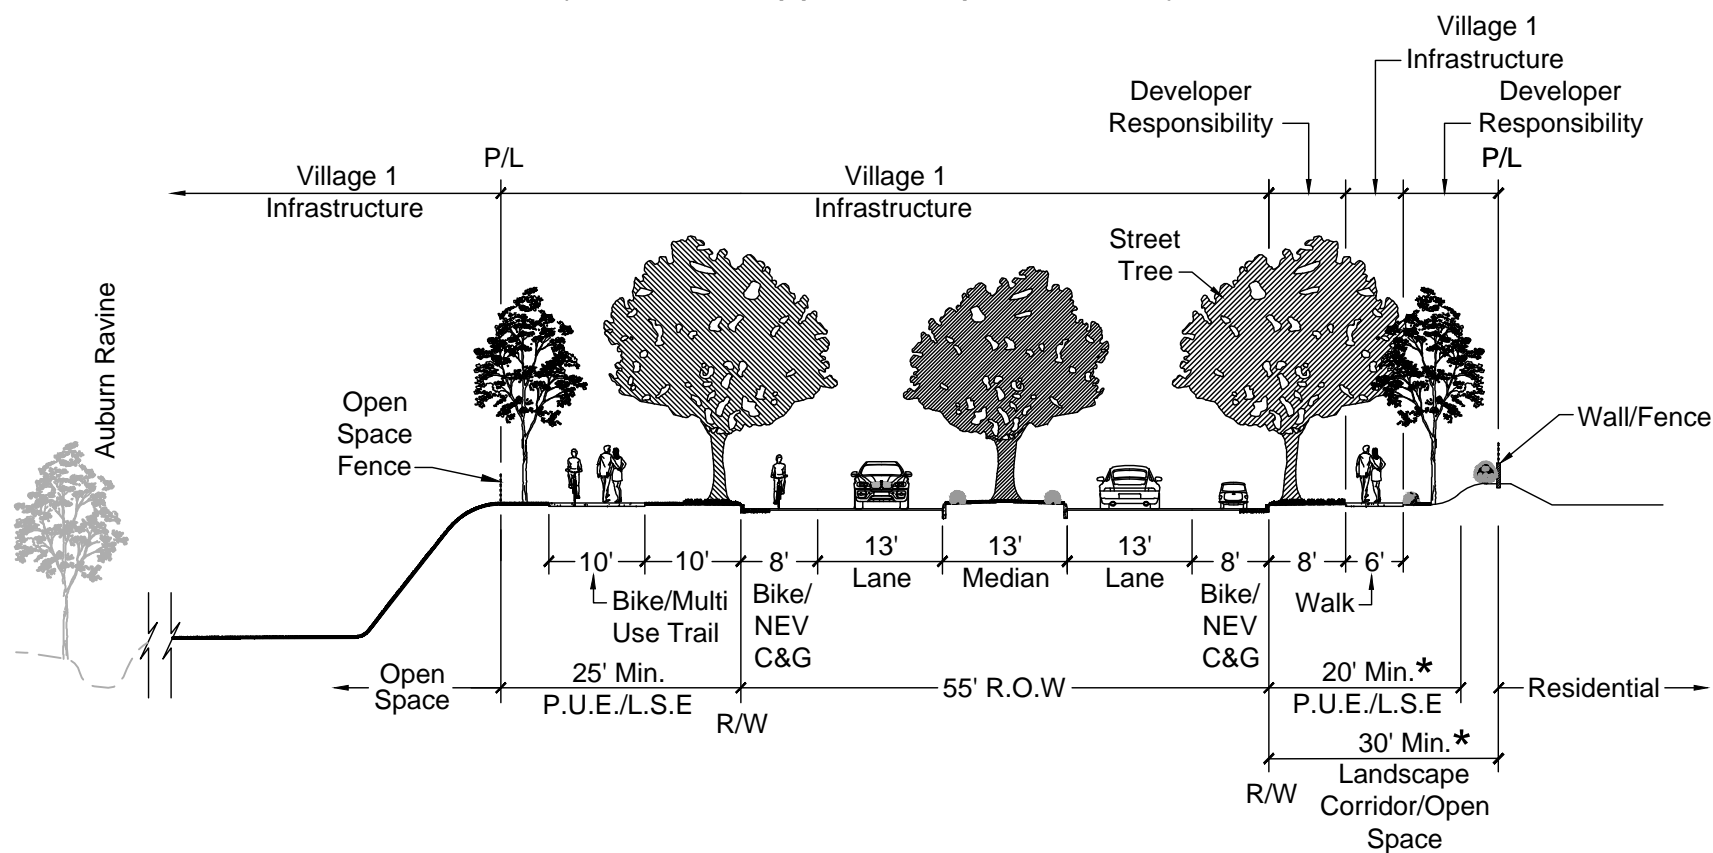 Village 1
Infrastructure
Developer
Responsibility
Developer
Responsibility
P/L
P/L
Village 1
Infrastructure
Village 1
Infrastructure
Street
Tree
Auburn Ravine
Open
Space
Fence
Wall/Fence
10'
10'
8'
13'
13'
13'
8'
8'
6'
Lane
Median
Lane
Bike/Multi
Use Trail
Bike/
NEV
C&G
Bike/
NEV
C&G
Walk
Open
Space
25' Min.
P.U.E./L.S.E
55' R.O.W
20' Min.*
P.U.E./L.S.E
Residential
R/W
30' Min.*
Landscape
Corridor/Open
Space
R/W